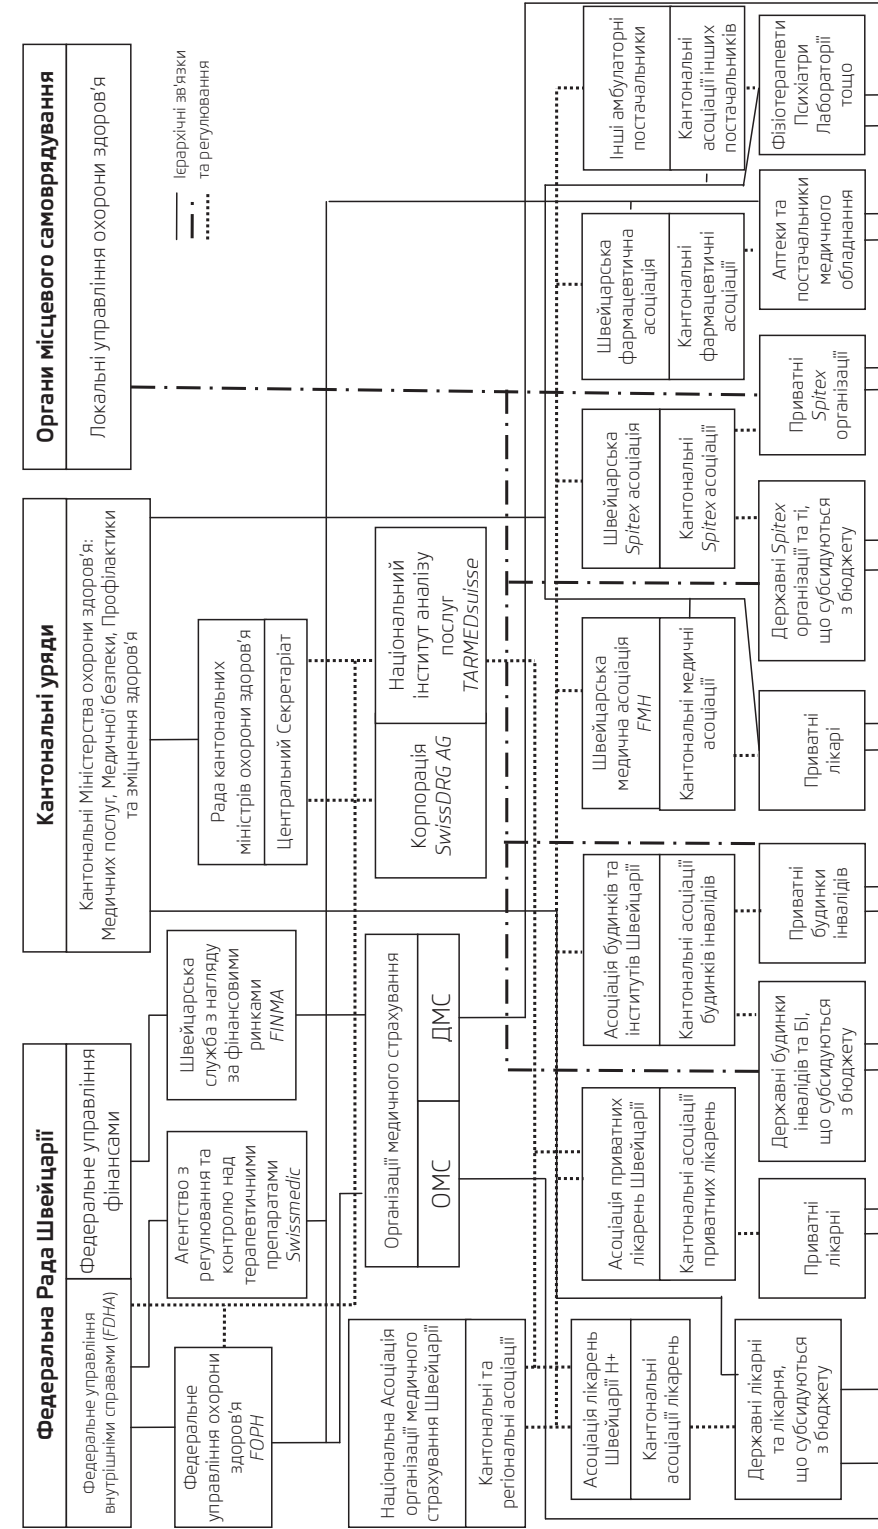 Федеральна Рада Швейцарії
Федеральне управління
внутрішніми справами (FDHA)
Федеральне управління
фінансами
Кантональні уряди
Кантональні Міністерства охорони здоров'я:
Медичних послуг, Медичної безпеки, Профілактики
та зміцнення здоров'я
Органи місцевого самоврядування
Локальні управління охорони здоров'я
Ієрархічні зв'язки
та регулювання
Федеральне
управління охорони
здоров'я
FOPH
Агентство з
регулювання та
контролю над
терапевтичними
препаратами
Swissmedic
Швейцарська
служба з нагляду
за фінансовими
ринками
FINMA
Рада кантональних
міністрів охорони здоров'я
Центральний Секретаріат
Національна Асоціація
організації медичного
страхування Швейцарії
Кантональні та
регіональні асоціації
Організації медичного страхування
ОМС
ДМС
Корпорація
SwissDRG AG
Національний
інститут аналізу
послуг
TARMEDsuisse
Асоціація лікарень
Швейцарії H+
Кантональні
асоціації лікарень
Асоціація приватних
лікарень Швейцарії
Кантональні асоціації
приватних лікарень
Асоціація будинків та
інститутів Швейцарії
Кантональні асоціації
будинків інвалідів
Швейцарська
медична асоціація
FMH
Кантональні медичні
асоціації
Швейцарська
Spitex асоціація
Кантональні
Spitex асоціації
Швейцарська
фармацевтична
асоціація
Кантональні
фармацевтичні
асоціації
Інші амбулаторні
постачальники
Кантональні
асоціації інших
постачальників
Державні лікарні
та лікарня,
що субсидуються
з бюджету
Приватні
лікарні
Державні будинки
інвалідів та БІ,
що субсидуються
з бюджету
Приватні
будинки
інвалідів
Приватні
лікарі
Державні Spitex
організації та ті,
що субсидуються
з бюджету
Приватні
Spitex
організації
Аптеки та
постачальники
медичного
обладнання
Фізіотерапевти
Психіатри
Лабораторії
тощо